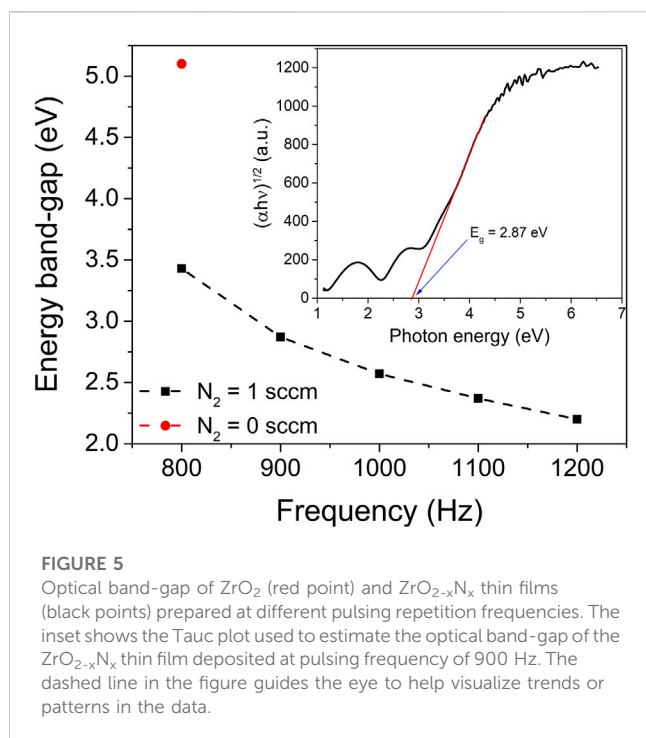 5.0
4.5
4.0
3.5
3.0
2.5
2.0
Energy band-gap (eV)
800 900 1000 1100 1200
Frequency (Hz)
N₂ = 1 sccm
N₂ = 0 sccm
1200
1000
800
600
400
200
0
(αhν)^1/2 (a.u.)
E_g = 2.87 eV
1 2 3 4 5 6 7
Photon energy (eV)
FIGURE 5
Optical band-gap of ZrO₂ (red point) and ZrO₂₋ₓNₓ thin films
(black points) prepared at different pulsing repetition frequencies. The
inset shows the Tauc plot used to estimate the optical band-gap of the
ZrO₂₋ₓNₓ thin film deposited at pulsing frequency of 900 Hz. The
dashed line in the figure guides the eye to help visualize trends or
patterns in the data.